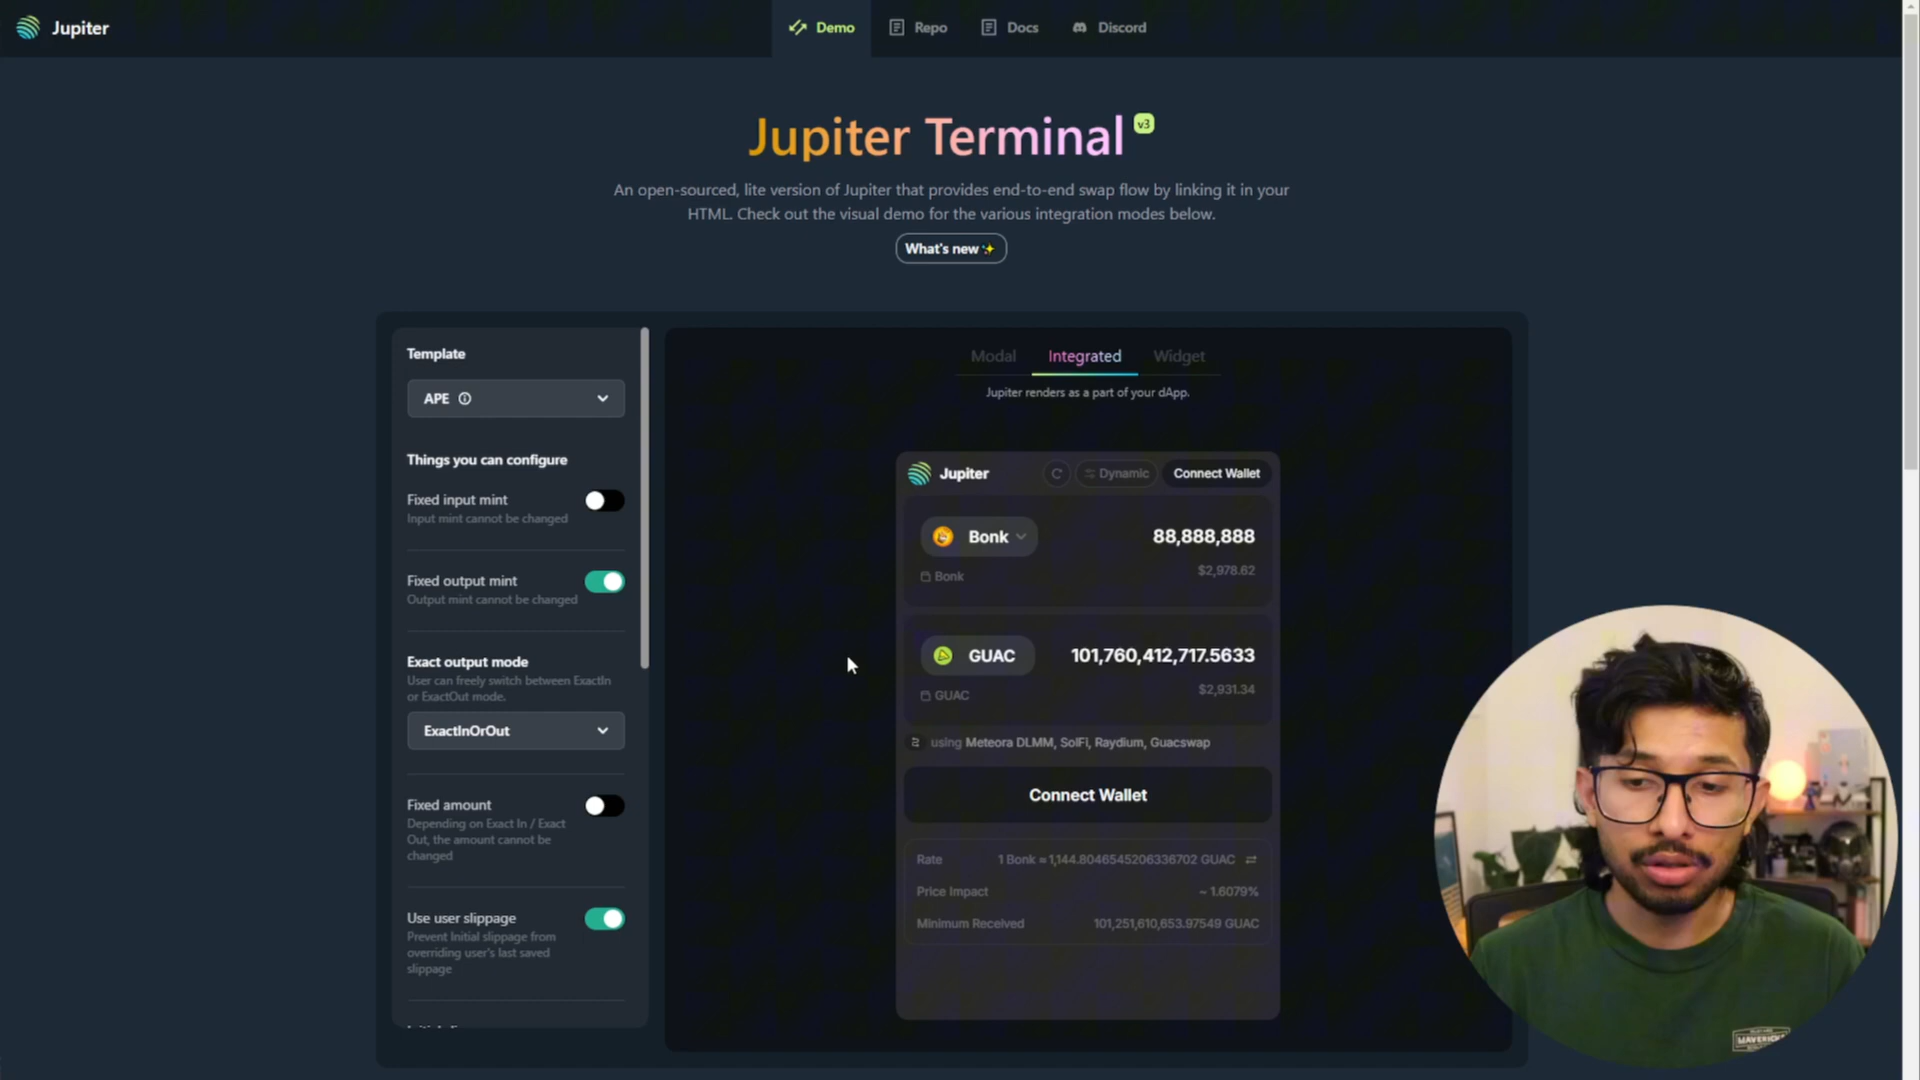 Jupiter
Demo
Repo
Docs
Discord
Jupiter Terminal v3
An open-sourced, lite version of Jupiter that provides end-to-end swap flow by linking it in your
HTML. Check out the visual demo for the various integration modes below.
What's new ✨
Template
APE
Things you can configure
Fixed input mint
Input mint cannot be changed
Fixed output mint
Output mint cannot be changed
Exact output mode
User can freely switch between ExactIn
or ExactOut mode.
ExactInOrOut
Fixed amount
Depending on Exact In / Exact
Out, the amount cannot be
changed
Use user slippage
Prevent Initial slippage from
overriding user's last saved
slippage
Modal
Integrated
Widget
Jupiter renders as a part of your dApp.
Jupiter
Dynamic
Connect Wallet
Bonk
88,888,888
Bonk
$2,978.62
GUAC
101,760,412,717.5633
GUAC
$2,931.34
2 using Meteora DLMM, SolFi, Raydium, Guacswap
Connect Wallet
Rate
1 Bonk ≈ 1,144.8046545206336702 GUAC
Price Impact
~ 1.6079%
Minimum Received
101,251,610,653.97549 GUAC
MAVERICKS